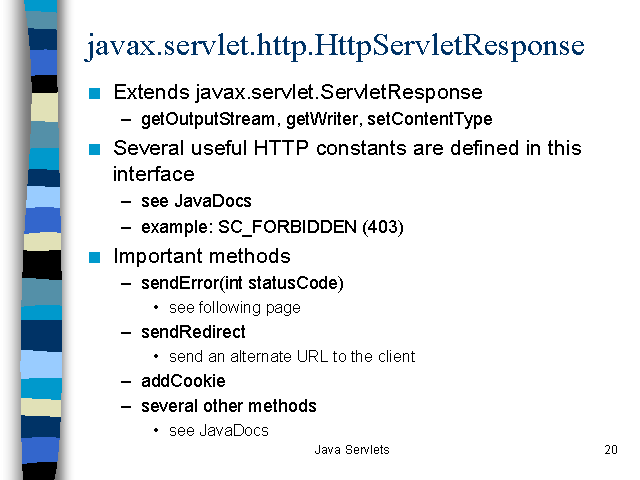 javax.servlet.http.HttpServletResponse
Extends javax.servlet.ServletResponse
– getOutputStream, getWriter, setContentType
Several useful HTTP constants are defined in this
interface
– see JavaDocs
– example: SC_FORBIDDEN (403)
Important methods
– sendError(int statusCode)
• see following page
– sendRedirect
• send an alternate URL to the client
– addCookie
– several other methods
• see JavaDocs
Java Servlets
20